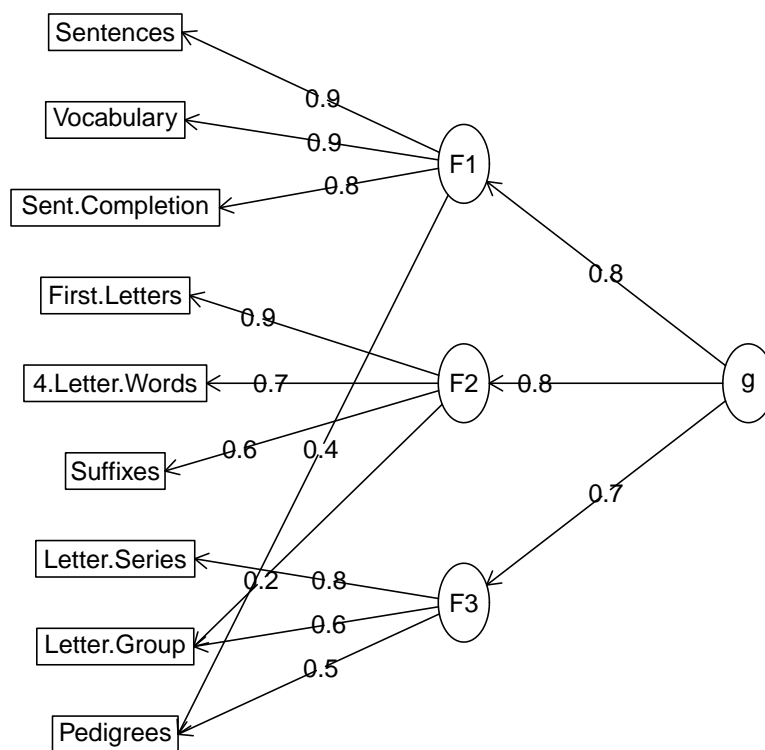 Sentences
0.9
Vocabulary
0.9
F1
0.8
Sent.Completion
0.8
First.Letters
0.9
4.Letter.Words
0.7
F2
0.8
g
Suffixes
0.6
0.4
0.7
Letter.Series
0.2
0.8
F3
0.6
Letter.Group
0.5
Pedigrees